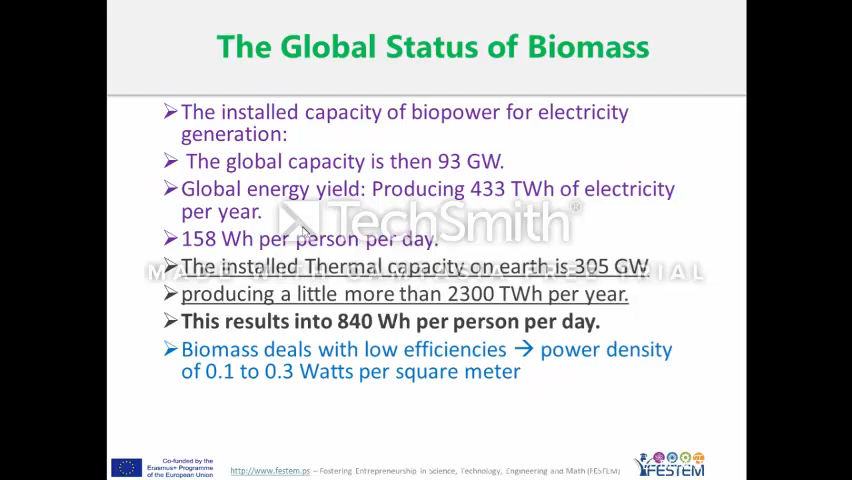 The Global Status of Biomass
➢The installed capacity of biopower for electricity
generation:
➢ The global capacity is then 93 GW.
➢Global energy yield: Producing 433 TWh of electricity
per year.
➢158 Wh per person per day.
TechSmith®
➢The installed Thermal capacity on earth is 305 GW
MADE WITH CAMTASIA FREE TRIAL
➢producing a little more than 2300 TWh per year.
➢This results into 840 Wh per person per day.
➢Biomass deals with low efficiencies → power density
of 0.1 to 0.3 Watts per square meter
Co-funded by the
Erasmus+ Programme
of the European Union
http://www.festem.ps – Fostering Entrepreneurship in Science, Technology, Engineering and Math (FESTEM)
FESTEM